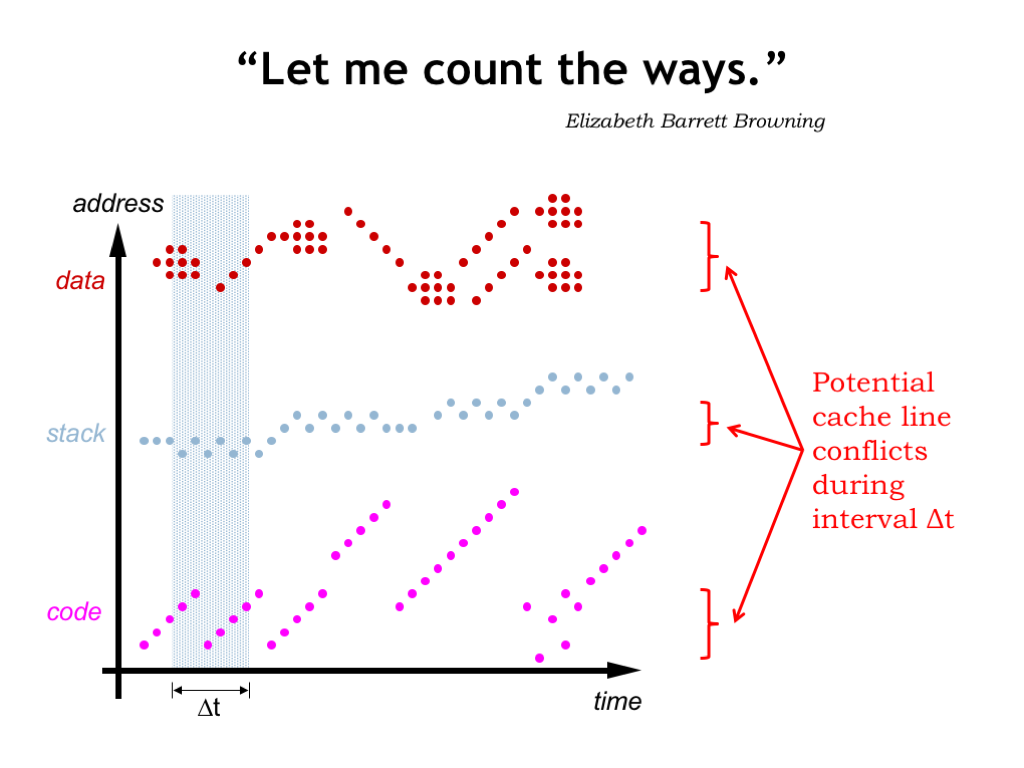 “Let me count the ways.”
Elizabeth Barrett Browning
address
data
stack
code
Δt
time
Potential
cache line
conflicts
during
interval Δt